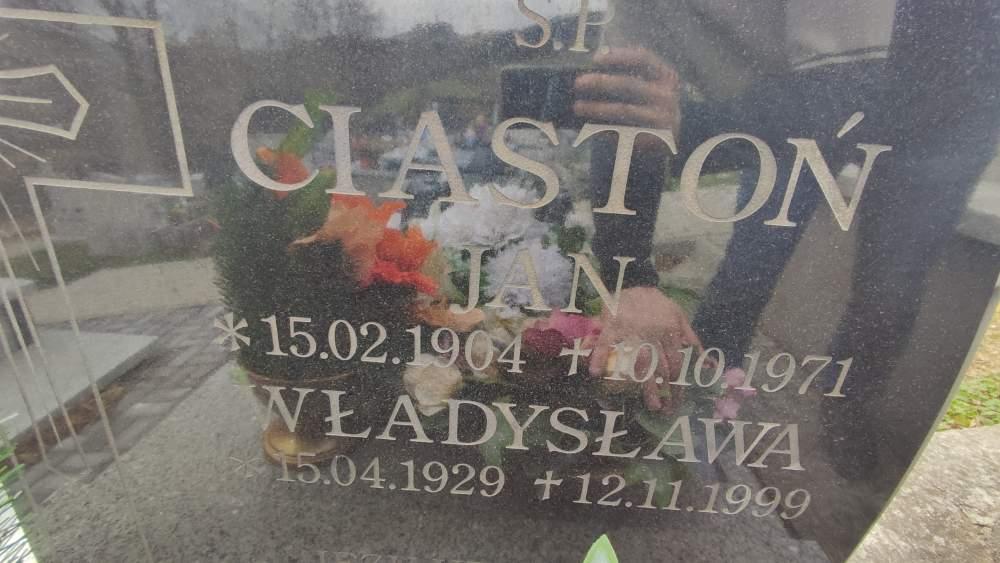 Ś.P.
CIASTOŃ
JAN
* 15.02.1904 ✝ 10.10.1971
WŁADYSŁAWA
* 15.04.1929 ✝ 12.11.1999